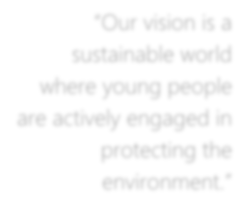 "Our vision is a
sustainable world
where young people
are actively engaged in
protecting the
environment."